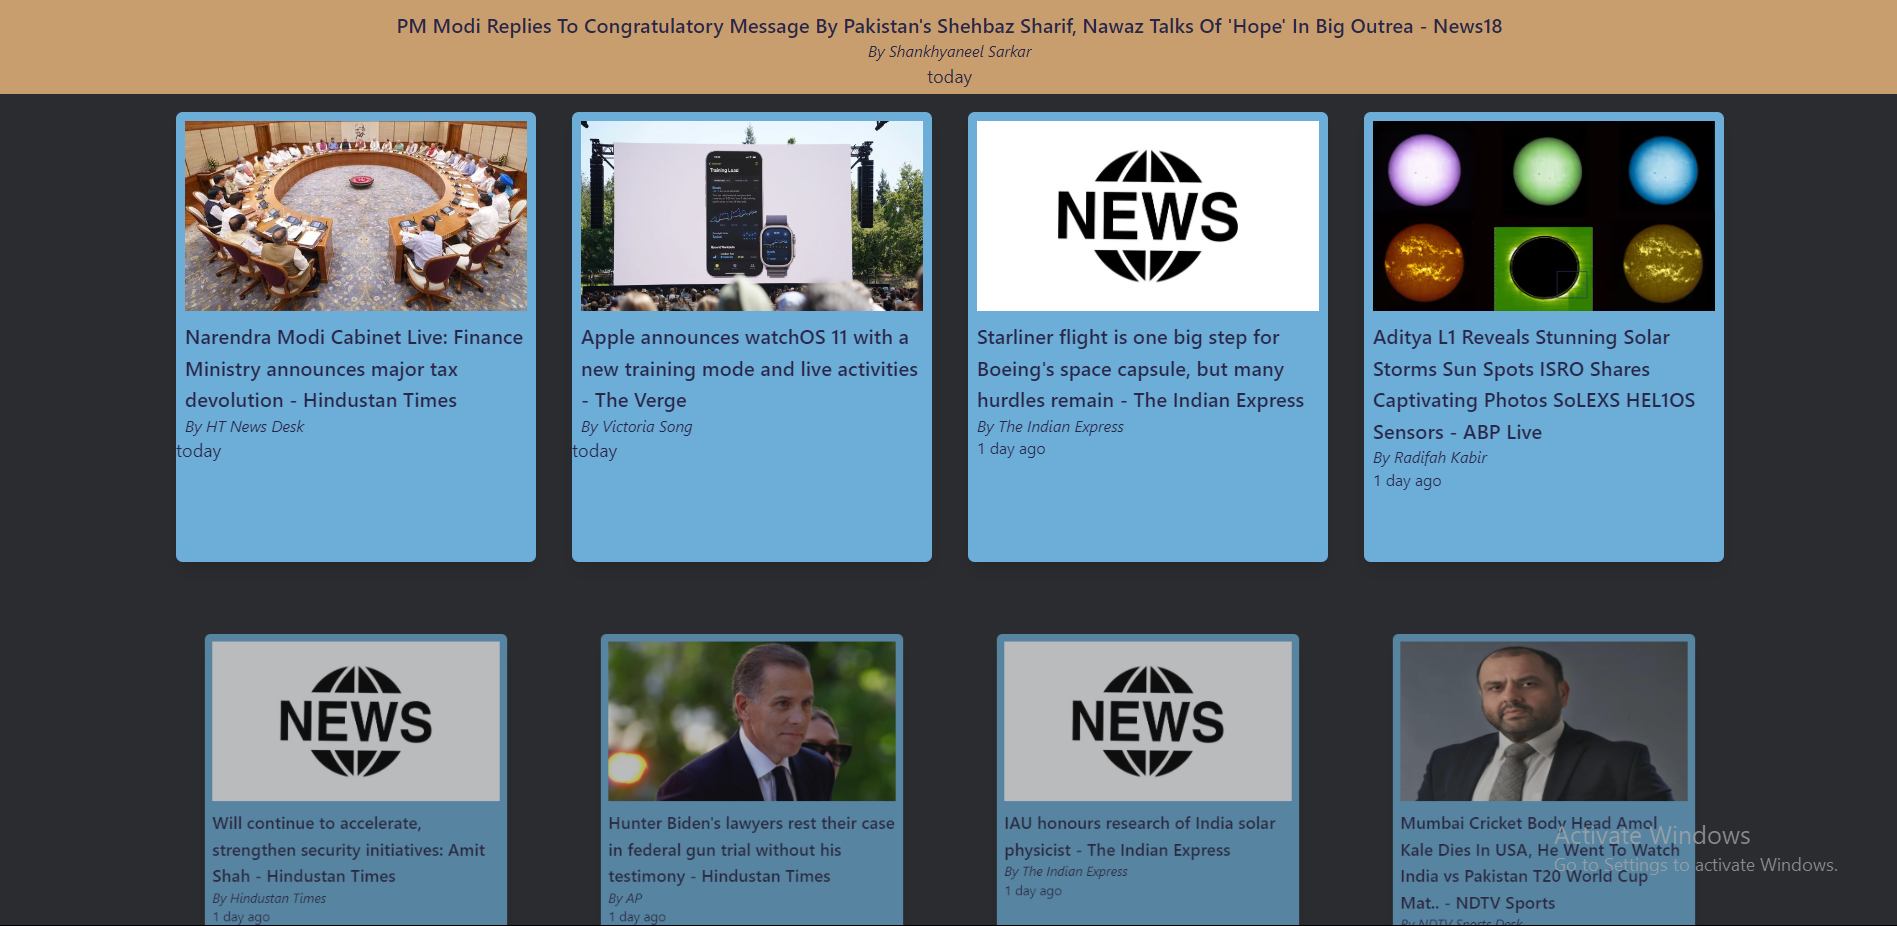 PM Modi Replies To Congratulatory Message By Pakistan's Shehbaz Sharif, Nawaz Talks Of 'Hope' In Big Outrea - News18
By Shankhyaneel Sarkar
today
Training Load
NEWS
Narendra Modi Cabinet Live: Finance
Ministry announces major tax
devolution - Hindustan Times
By HT News Desk
today
Apple announces watchOS 11 with a
new training mode and live activities
- The Verge
By Victoria Song
today
Starliner flight is one big step for
Boeing's space capsule, but many
hurdles remain - The Indian Express
By The Indian Express
1 day ago
Aditya L1 Reveals Stunning Solar
Storms Sun Spots ISRO Shares
Captivating Photos SoLEXS HEL1OS
Sensors - ABP Live
By Radifah Kabir
1 day ago
NEWS
Will continue to accelerate,
strengthen security initiatives: Amit
Shah - Hindustan Times
By Hindustan Times
1 day ago
Hunter Biden's lawyers rest their case
in federal gun trial without his
testimony - Hindustan Times
By AP
1 day ago
NEWS
IAU honours research of India solar
physicist - The Indian Express
By The Indian Express
1 day ago
Mumbai Cricket Body Head Amol
Kale Dies In USA, He Went To Watch
India vs Pakistan T20 World Cup
Mat.. - NDTV Sports
By NDTV Sports Desk
Activate Windows
Go to Settings to activate Windows.